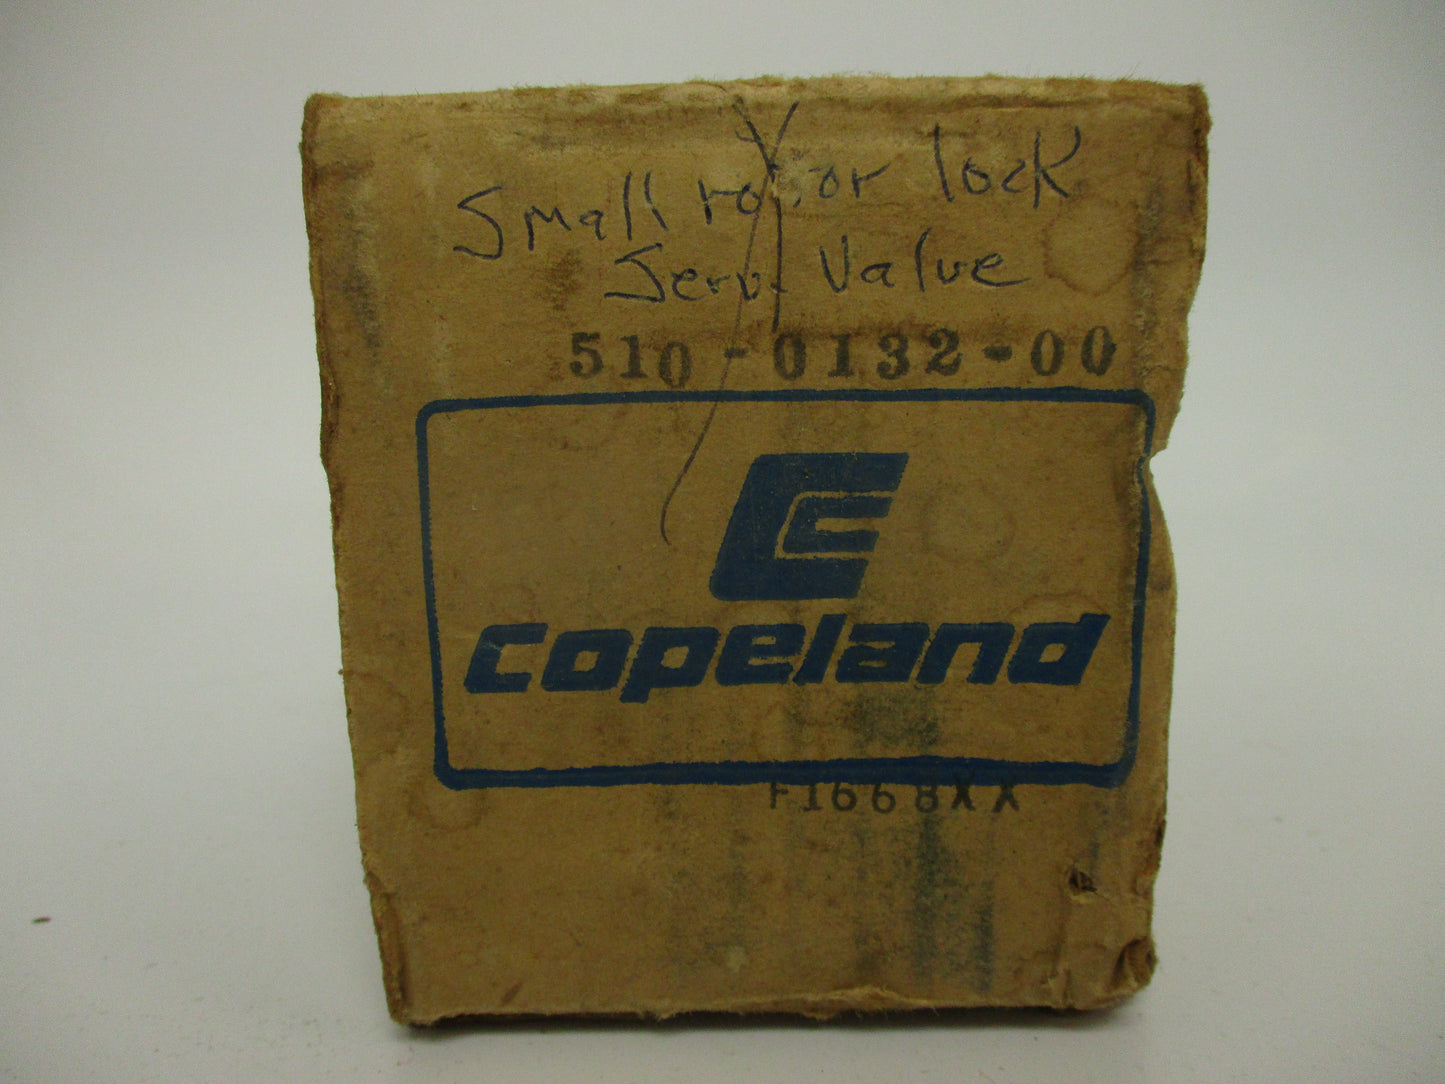 Small rotor lock
Serv. Valve
510-0132-00
Copeland
F1668XX